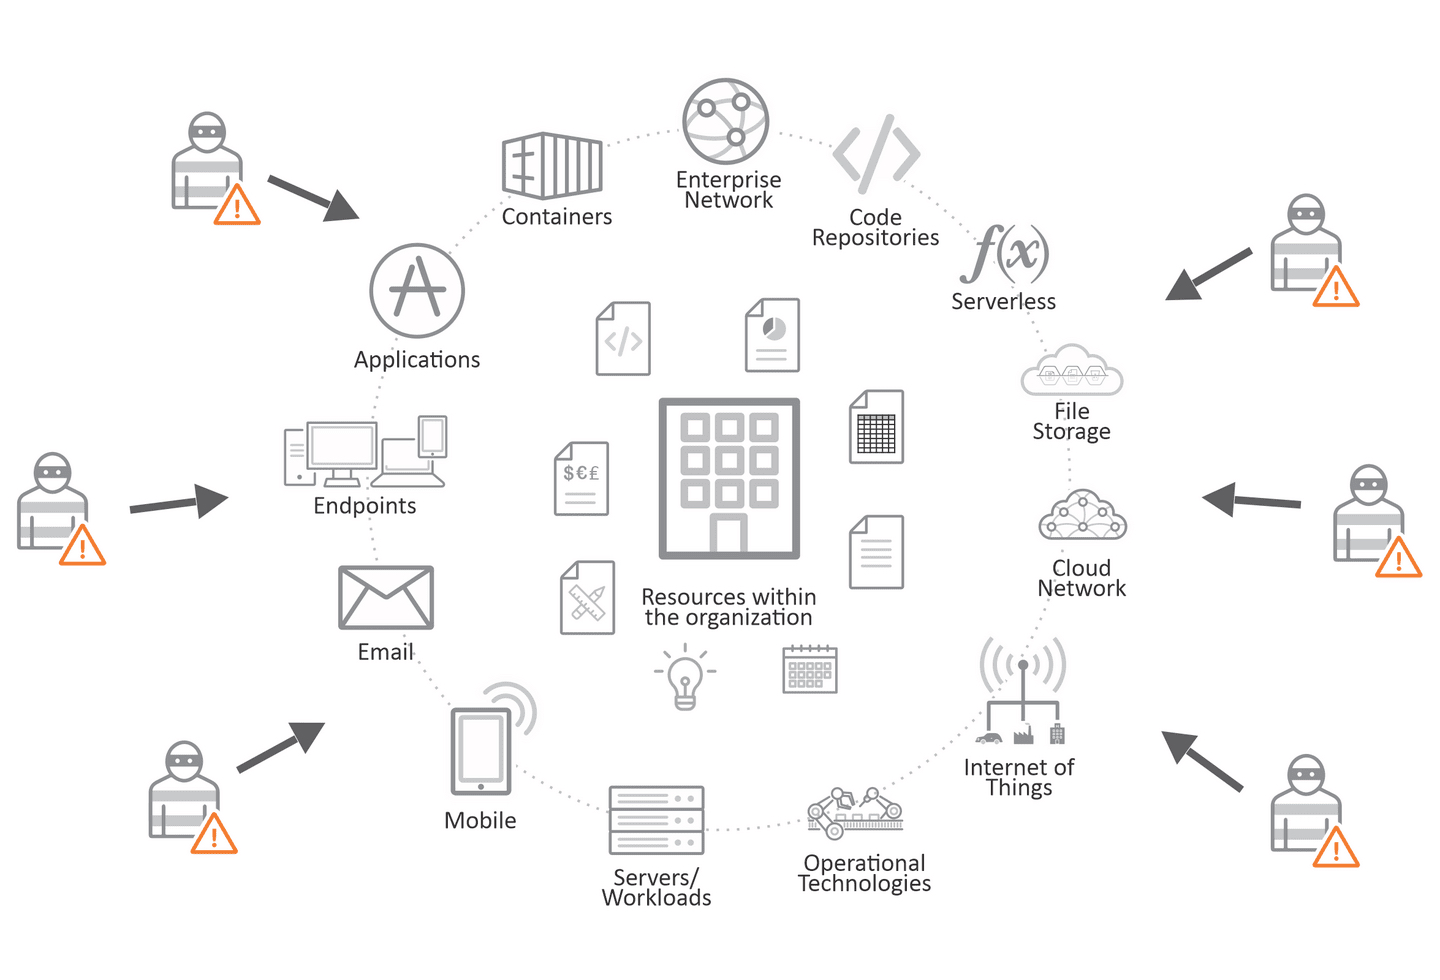 Enterprise
Network
Containers
Code
Repositories
</>
f(x)
Serverless
Applications
</>
File
Storage
$€£
Endpoints
Cloud
Network
Resources within
the organization
Email
Internet of
Things
Mobile
Operational
Technologies
Servers/
Workloads
!
!
!
!
!
!